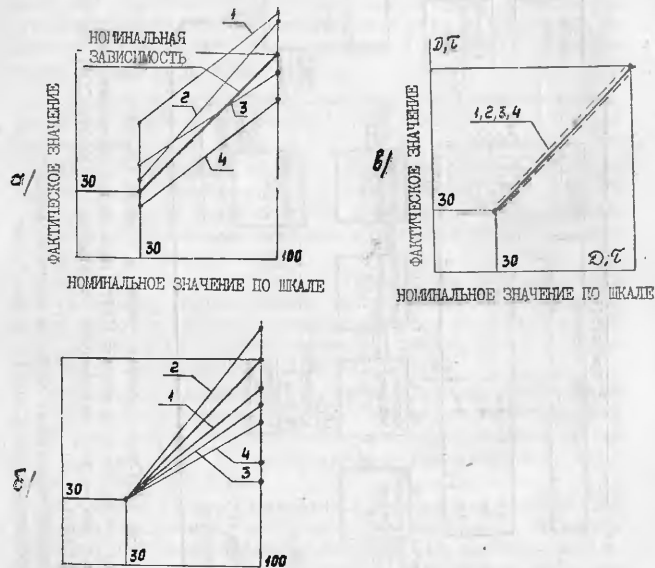 а/
1
НОМИНАЛЬНАЯ
ЗАВИСИМОСТЬ
2
3
4
30
30
100
ФАКТИЧЕСКОЕ ЗНАЧЕНИЕ
НОМИНАЛЬНОЕ ЗНАЧЕНИЕ ПО ШКАЛЕ
в/
D,τ
1,2,3,4
30
30
D,τ
ФАКТИЧЕСКОЕ ЗНАЧЕНИЕ
НОМИНАЛЬНОЕ ЗНАЧЕНИЕ ПО ШКАЛЕ
2
1
4
3
30
30
100